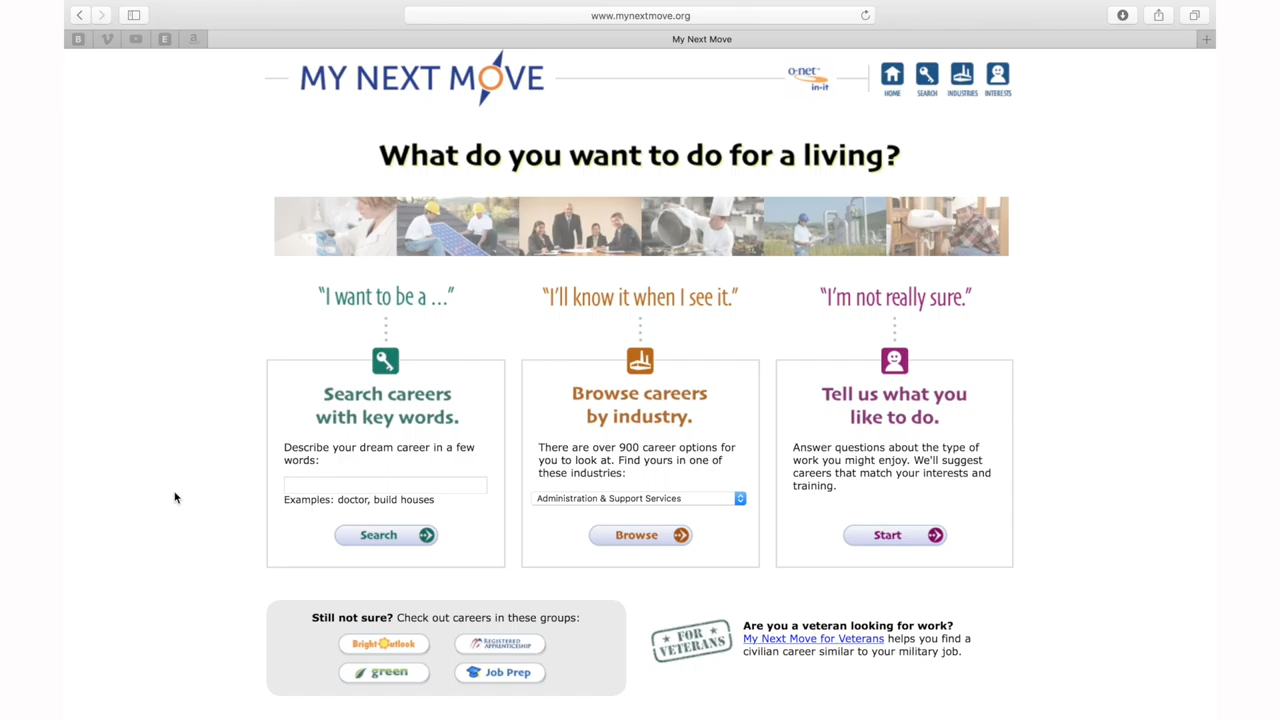 www.mynextmove.org
B
E
a
My Next Move
MY NEXT MOVE
o·net™
in-it
HOME
SEARCH
INDUSTRIES
INTERESTS
What do you want to do for a living?
“I want to be a ...”
Search careers
with key words.
Describe your dream career in a few
words:
Examples: doctor, build houses
Search
“I’ll know it when I see it.”
Browse careers
by industry.
There are over 900 career options for
you to look at. Find yours in one of
these industries:
Administration & Support Services
Browse
“I’m not really sure.”
Tell us what you
like to do.
Answer questions about the type of
work you might enjoy. We'll suggest
careers that match your interests and
training.
Start
Still not sure? Check out careers in these groups:
Bright Outlook
REGISTERED
APPRENTICESHIP
green
Job Prep
FOR
VETERANS
Are you a veteran looking for work?
My Next Move for Veterans helps you find a
civilian career similar to your military job.